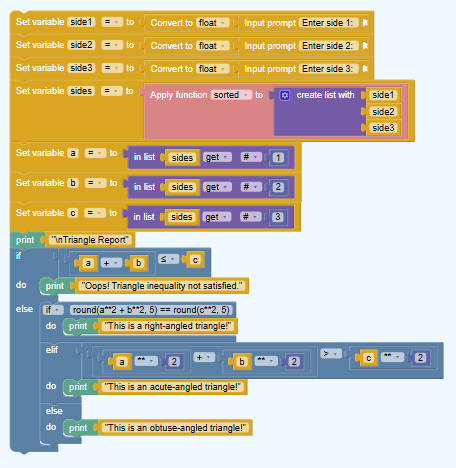 Set variable side1 = to Convert to float Input prompt Enter side 1:
Set variable side2 = to Convert to float Input prompt Enter side 2:
Set variable side3 = to Convert to float Input prompt Enter side 3:
Set variable sides = to Apply function sorted to create list with side1
side2
side3
Set variable a = to in list sides get # 1
Set variable b = to in list sides get # 2
Set variable c = to in list sides get # 3
print "\nTriangle Report"
if a + b ≤ c
do print "Oops! Triangle inequality not satisfied."
else if round(a**2 + b**2, 5) == round(c**2, 5)
do print "This is a right-angled triangle!"
elif a ** 2 + b ** 2 > c ** 2
do print "This is an acute-angled triangle!"
else
do print "This is an obtuse-angled triangle!"